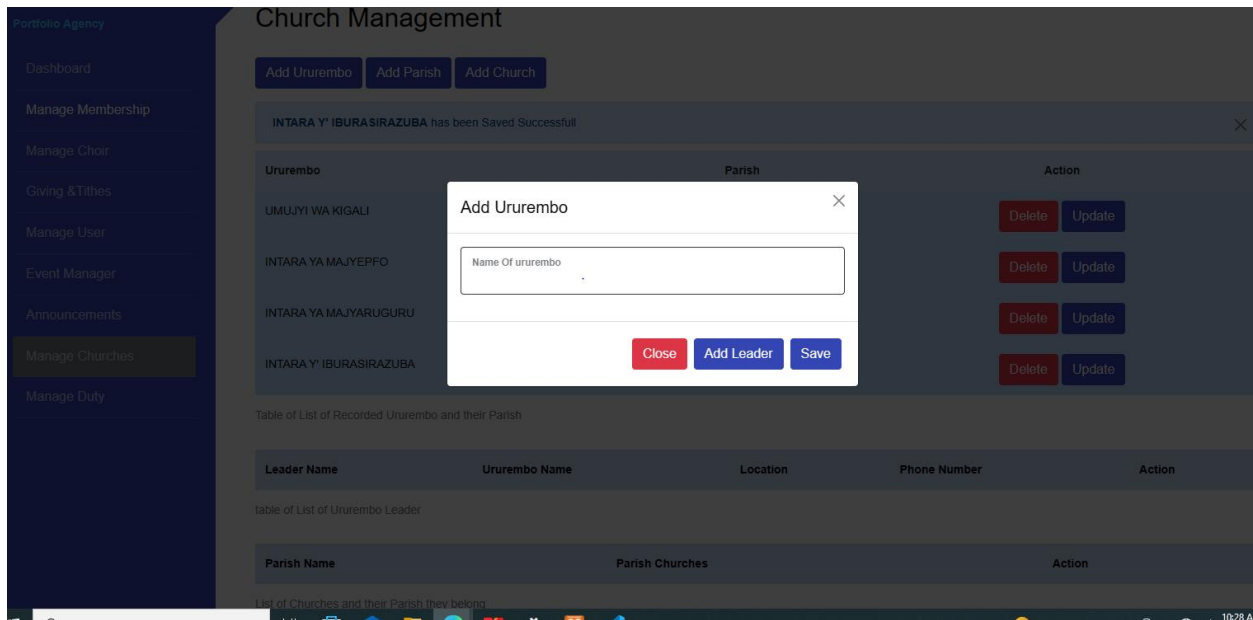 Portfolio Agency
Dashboard
Manage Membership
Manage Choir
Giving &Tithes
Manage User
Event Manager
Announcements
Manage Churches
Manage Duty
Church Management
Add Ururembo Add Parish Add Church
INTARA Y' IBURASIRAZUBA has been Saved Successfull
Ururembo Parish Action
UMUJYI WA KIGALI Delete Update
INTARA YA MAJYEPFO Delete Update
INTARA YA MAJYARUGURU Delete Update
INTARA Y' IBURASIRAZUBA Delete Update
Add Ururembo
Name Of ururembo
Close Add Leader Save
Table of List of Recorded Ururembo and their Parish
Leader Name Ururembo Name Location Phone Number Action
table of List of Ururembo Leader
Parish Name Parish Churches Action
List of Churches and their Parish they belong
10:28 A